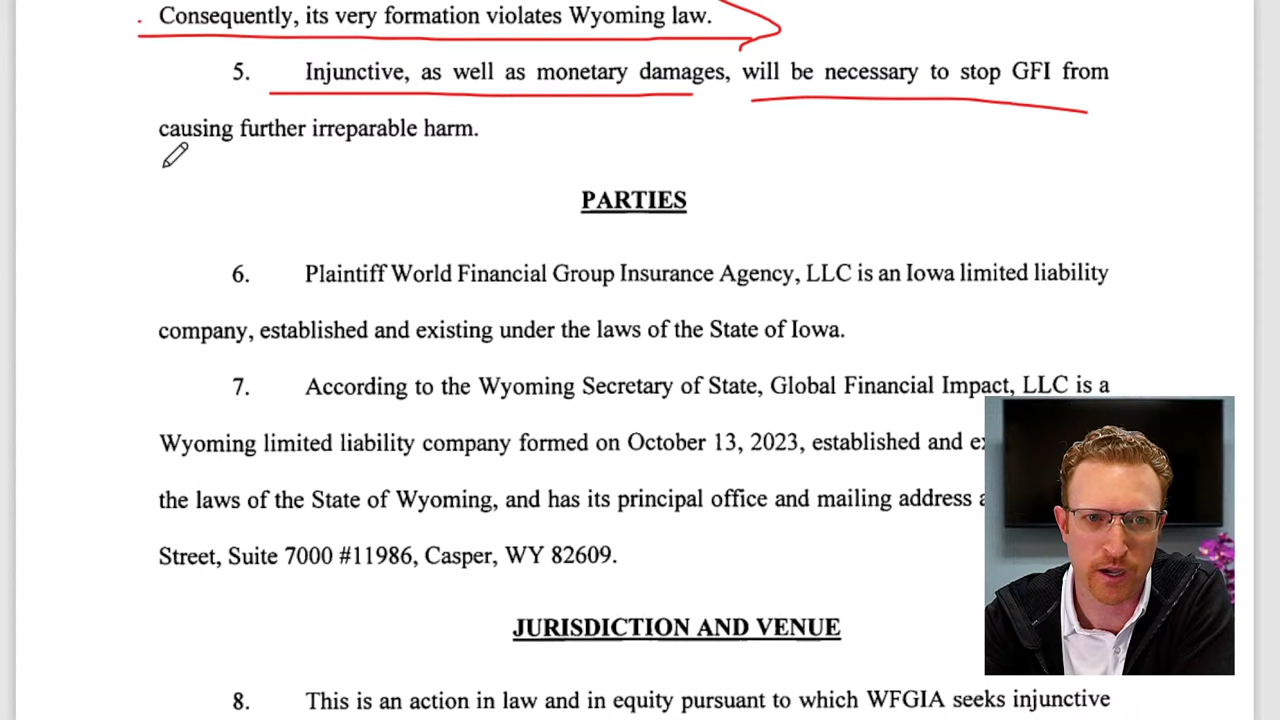 Consequently, its very formation violates Wyoming law.
5. Injunctive, as well as monetary damages, will be necessary to stop GFI from
causing further irreparable harm.
PARTIES
6. Plaintiff World Financial Group Insurance Agency, LLC is an Iowa limited liability
company, established and existing under the laws of the State of Iowa.
7. According to the Wyoming Secretary of State, Global Financial Impact, LLC is a
Wyoming limited liability company formed on October 13, 2023, established and
the laws of the State of Wyoming, and has its principal office and mailing address
Street, Suite 7000 #11986, Casper, WY 82609.
JURISDICTION AND VENUE
8. This is an action in law and in equity pursuant to which WFGIA seeks injunctive